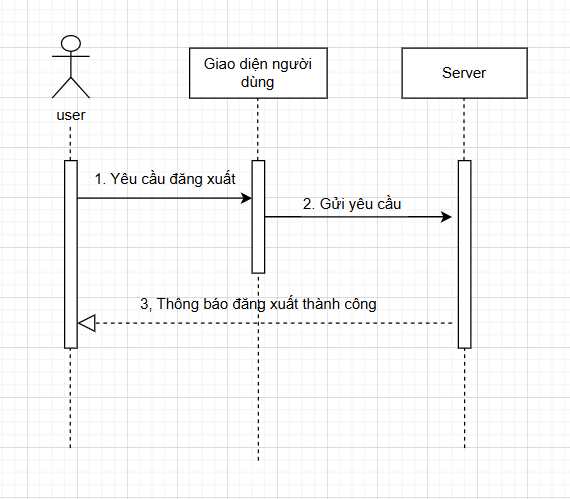 Giao diện người
dùng
Server
user
1. Yêu cầu đăng xuất
2. Gửi yêu cầu
3, Thông báo đăng xuất thành công